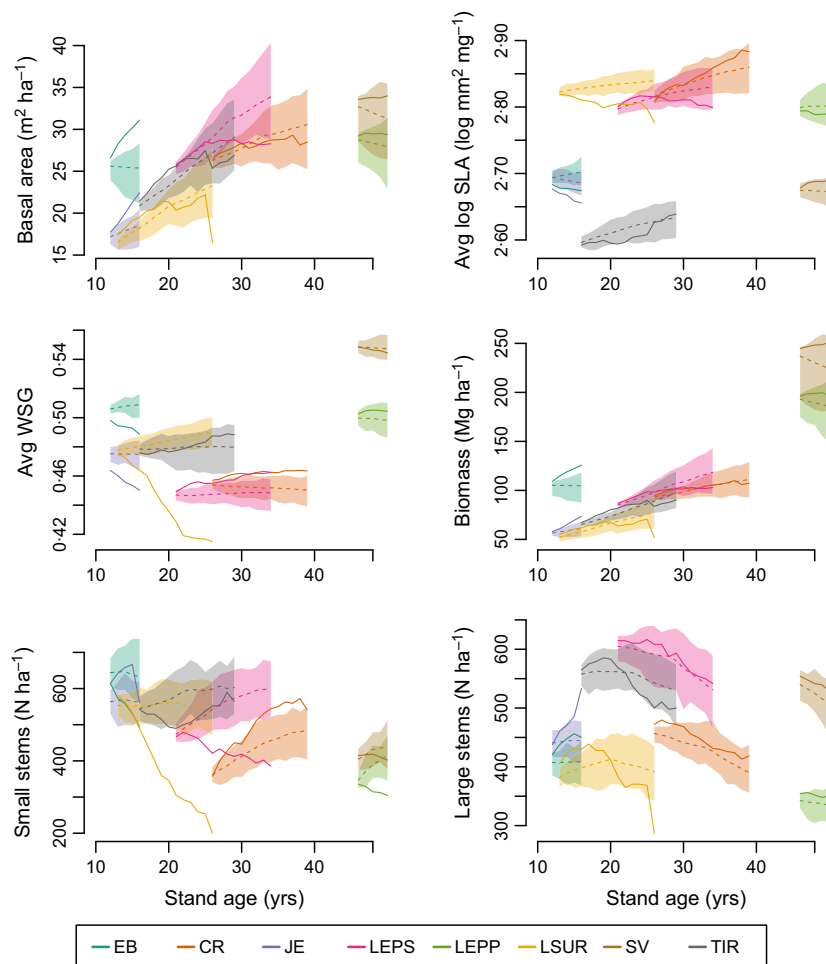 Basal area (m² ha⁻¹)
15 20 25 30 35 40
10 20 30 40
Avg log SLA (log mm² mg⁻¹)
2·60 2·70 2·80 2·90
10 20 30 40
Avg WSG
0·42 0·46 0·50 0·54
10 20 30 40
Biomass (Mg ha⁻¹)
50 100 150 200 250
10 20 30 40
Small stems (N ha⁻¹)
200 400 600
10 20 30 40
Stand age (yrs)
Large stems (N ha⁻¹)
300 350 400 450 500 550 600
10 20 30 40
Stand age (yrs)
EB CR JE LEPS LEPP LSUR SV TIR